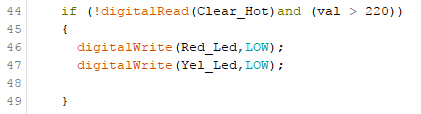 44 if (!digitalRead(Clear_Hot)and (val > 220))
45 {
46 digitalWrite(Red_Led,LOW);
47 digitalWrite(Yel_Led,LOW);
48
49 }